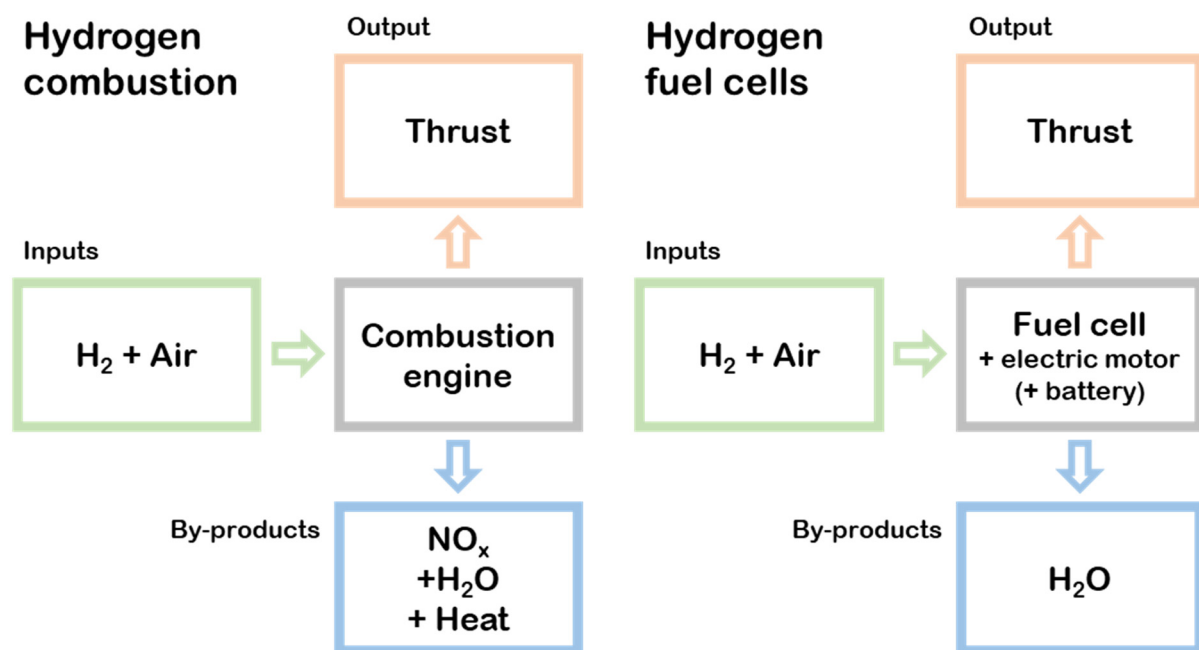 Hydrogen
combustion
Output
Thrust
Inputs
H₂ + Air
Combustion
engine
By-products
NOₓ
+H₂O
+ Heat
Hydrogen
fuel cells
Output
Thrust
Inputs
H₂ + Air
Fuel cell
+ electric motor
(+ battery)
By-products
H₂O